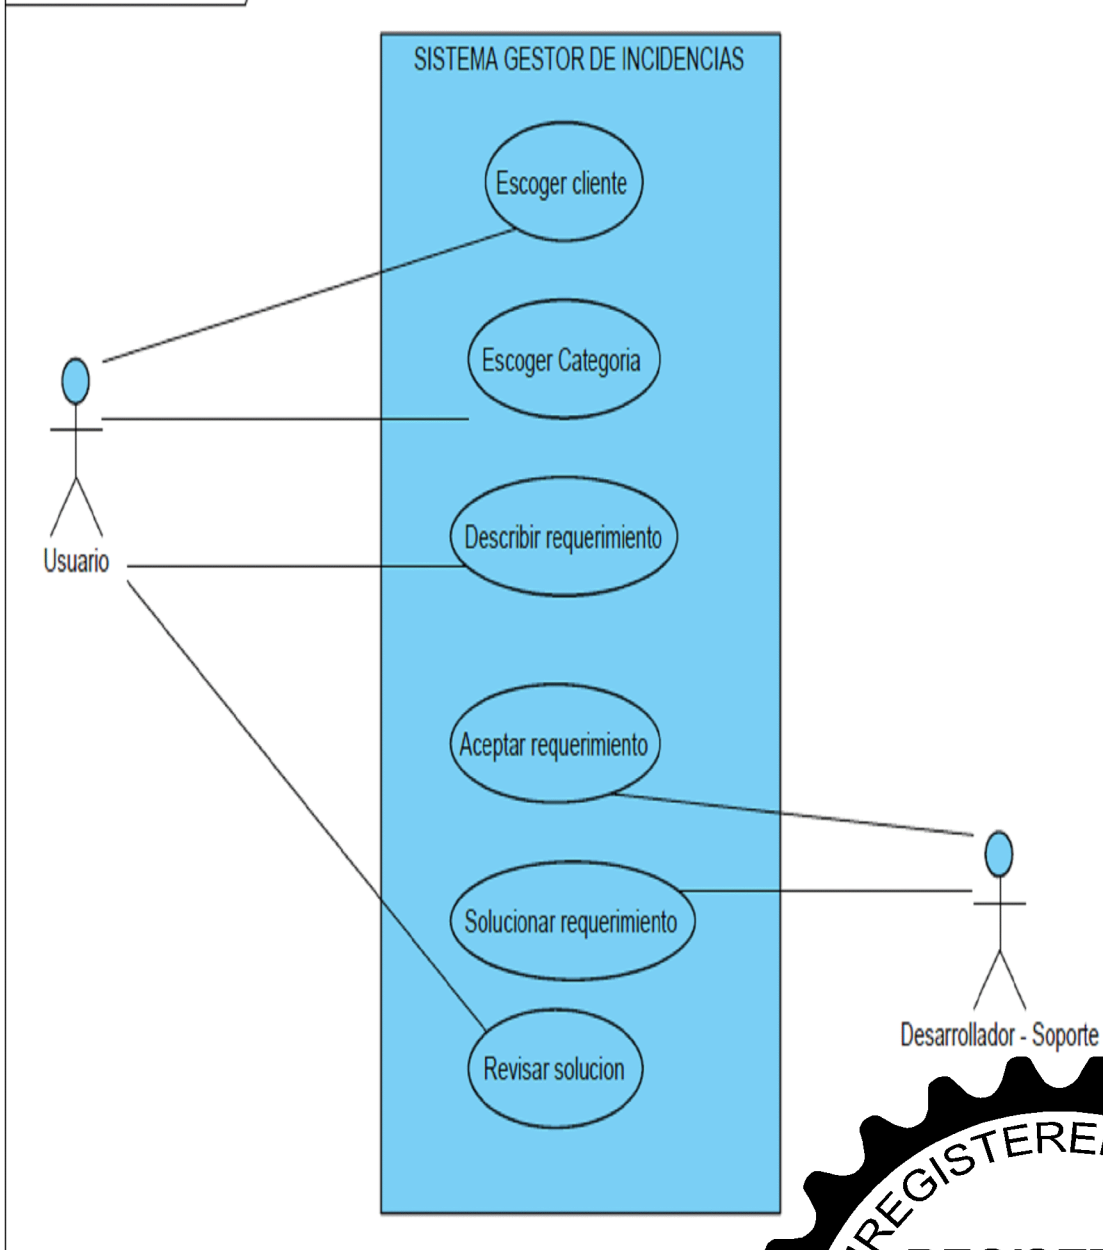 SISTEMA GESTOR DE INCIDENCIAS
Escoger cliente
Escoger Categoria
Describir requerimiento
Usuario
Aceptar requerimiento
Solucionar requerimiento
Desarrollador - Soporte
Revisar solucion